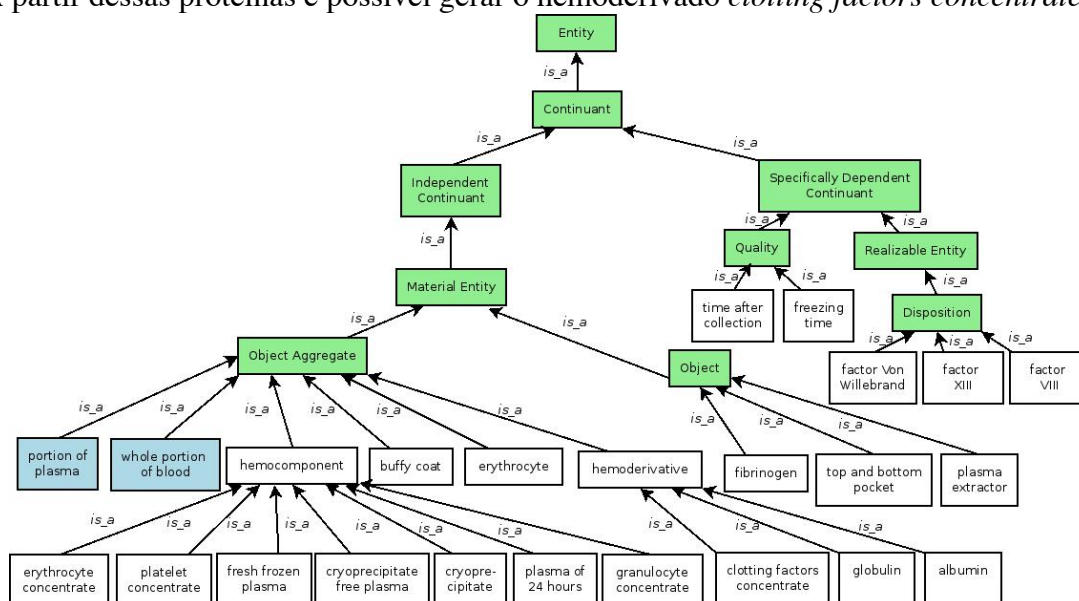 A partir dessas proteínas é possível gerar o hemoderivado clotting factors concentrate
Entity
is_a
Continuant
is_a
is_a
Independent
Continuant
Specifically Dependent
Continuant
is_a
is_a
is_a
Quality
Realizable Entity
is_a
is_a
is_a
Material Entity
time after
collection
freezing
time
Disposition
is_a
is_a
is_a
is_a
is_a
Object Aggregate
Object
factor Von
Willebrand
factor
XIII
factor
VIII
is_a
is_a
is_a
is_a
is_a
is_a
is_a
is_a
is_a
portion of
plasma
whole portion
of blood
hemocomponent
buffy coat
erythrocyte
hemoderivative
fibrinogen
top and bottom
pocket
plasma
extractor
is_a
is_a
is_a
is_a
is_a
is_a
is_a
is_a
is_a
erythrocyte
concentrate
platelet
concentrate
fresh frozen
plasma
cryoprecipitate
free plasma
cryopre-
cipitate
plasma of
24 hours
granulocyte
concentrate
clotting factors
concentrate
globulin
albumin